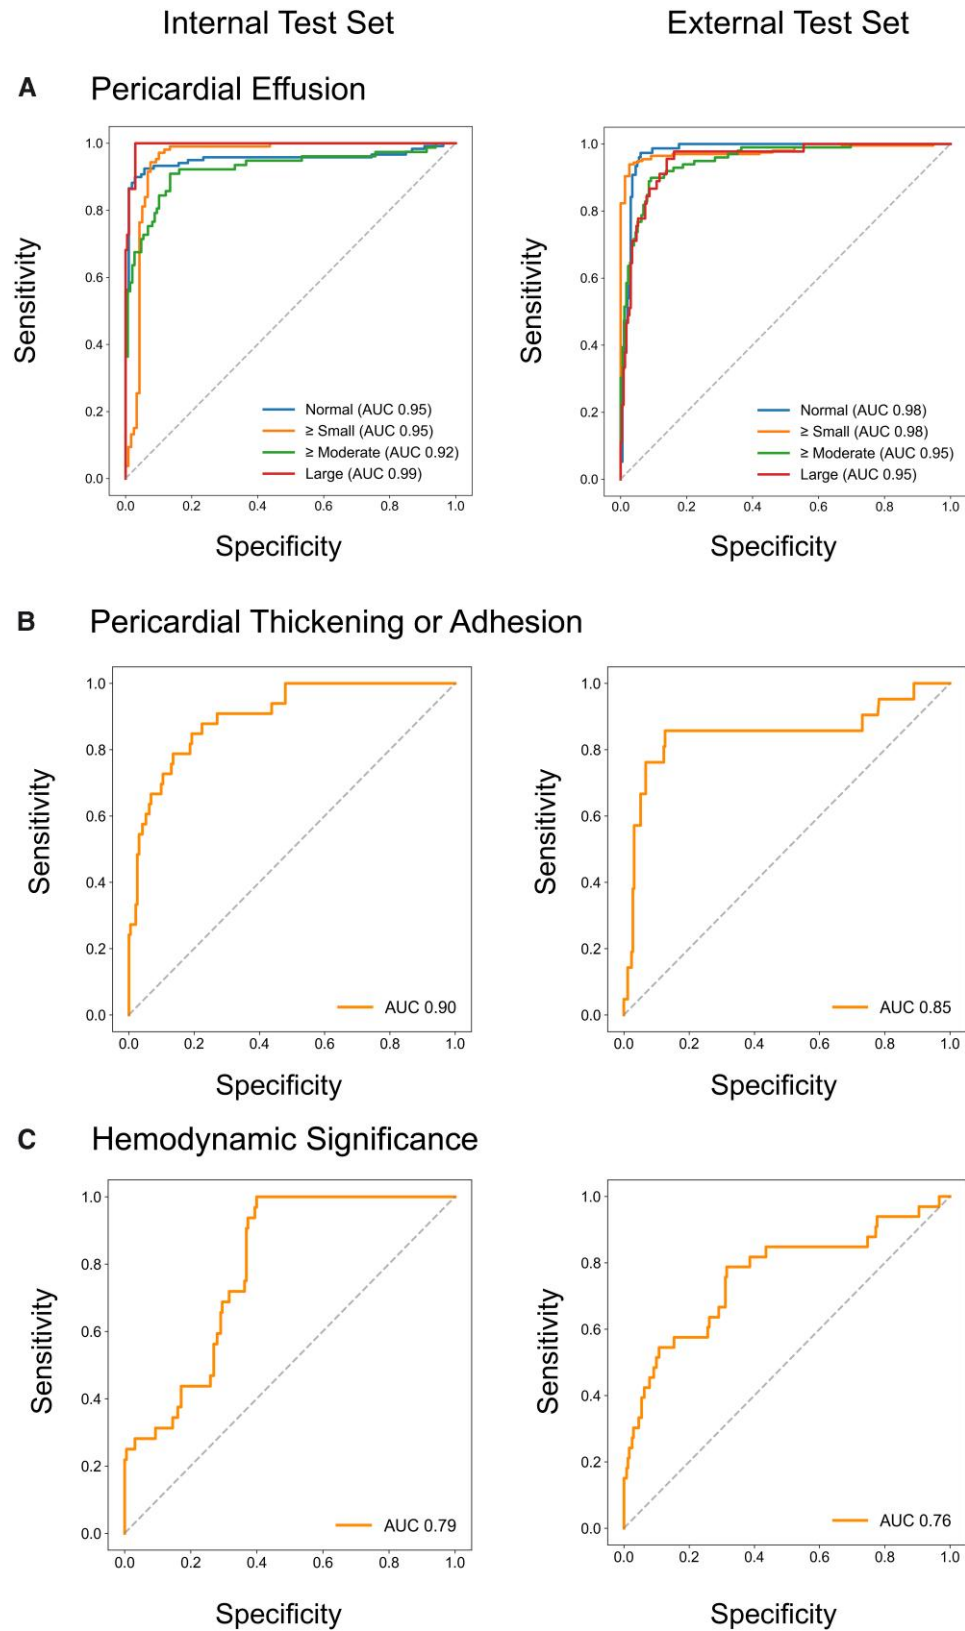 Internal Test Set
External Test Set
A Pericardial Effusion
1.0
0.8
0.6
0.4
0.2
0.0
Sensitivity
Normal (AUC 0.95)
≥ Small (AUC 0.95)
≥ Moderate (AUC 0.92)
Large (AUC 0.99)
0.0 0.2 0.4 0.6 0.8 1.0
Specificity
1.0
0.8
0.6
0.4
0.2
0.0
Sensitivity
Normal (AUC 0.98)
≥ Small (AUC 0.98)
≥ Moderate (AUC 0.95)
Large (AUC 0.95)
0.0 0.2 0.4 0.6 0.8 1.0
Specificity
B Pericardial Thickening or Adhesion
1.0
0.8
0.6
0.4
0.2
0.0
Sensitivity
AUC 0.90
0.0 0.2 0.4 0.6 0.8 1.0
Specificity
1.0
0.8
0.6
0.4
0.2
0.0
Sensitivity
AUC 0.85
0.0 0.2 0.4 0.6 0.8 1.0
Specificity
C Hemodynamic Significance
1.0
0.8
0.6
0.4
0.2
0.0
Sensitivity
AUC 0.79
0.0 0.2 0.4 0.6 0.8 1.0
Specificity
1.0
0.8
0.6
0.4
0.2
0.0
Sensitivity
AUC 0.76
0.0 0.2 0.4 0.6 0.8 1.0
Specificity